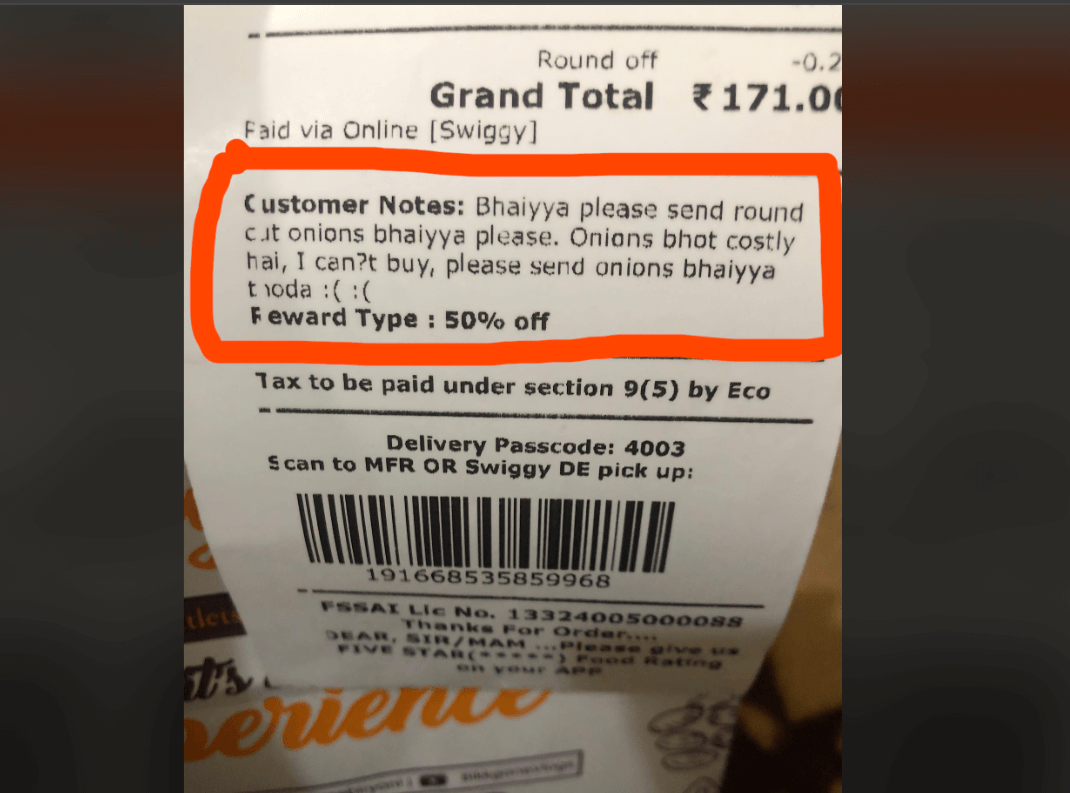 Round off -0.2
Grand Total ₹171.00
Paid via Online [Swiggy]
Customer Notes: Bhaiyya please send round
cut onions bhaiyya please. Onions bhot costly
hai, I can?t buy, please send onions bhaiyya
thoda :( :(
Reward Type : 50% off
Tax to be paid under section 9(5) by Eco
Delivery Passcode: 4003
Scan to MFR OR Swiggy DE pick up:
191668535859968
FSSAI Lic No. 13324005000088
Thanks For Order....
DEAR, SIR/MAM ...Please give us
FIVE STAR(*****) Food Rating
on your APP
tlets
it's
perience